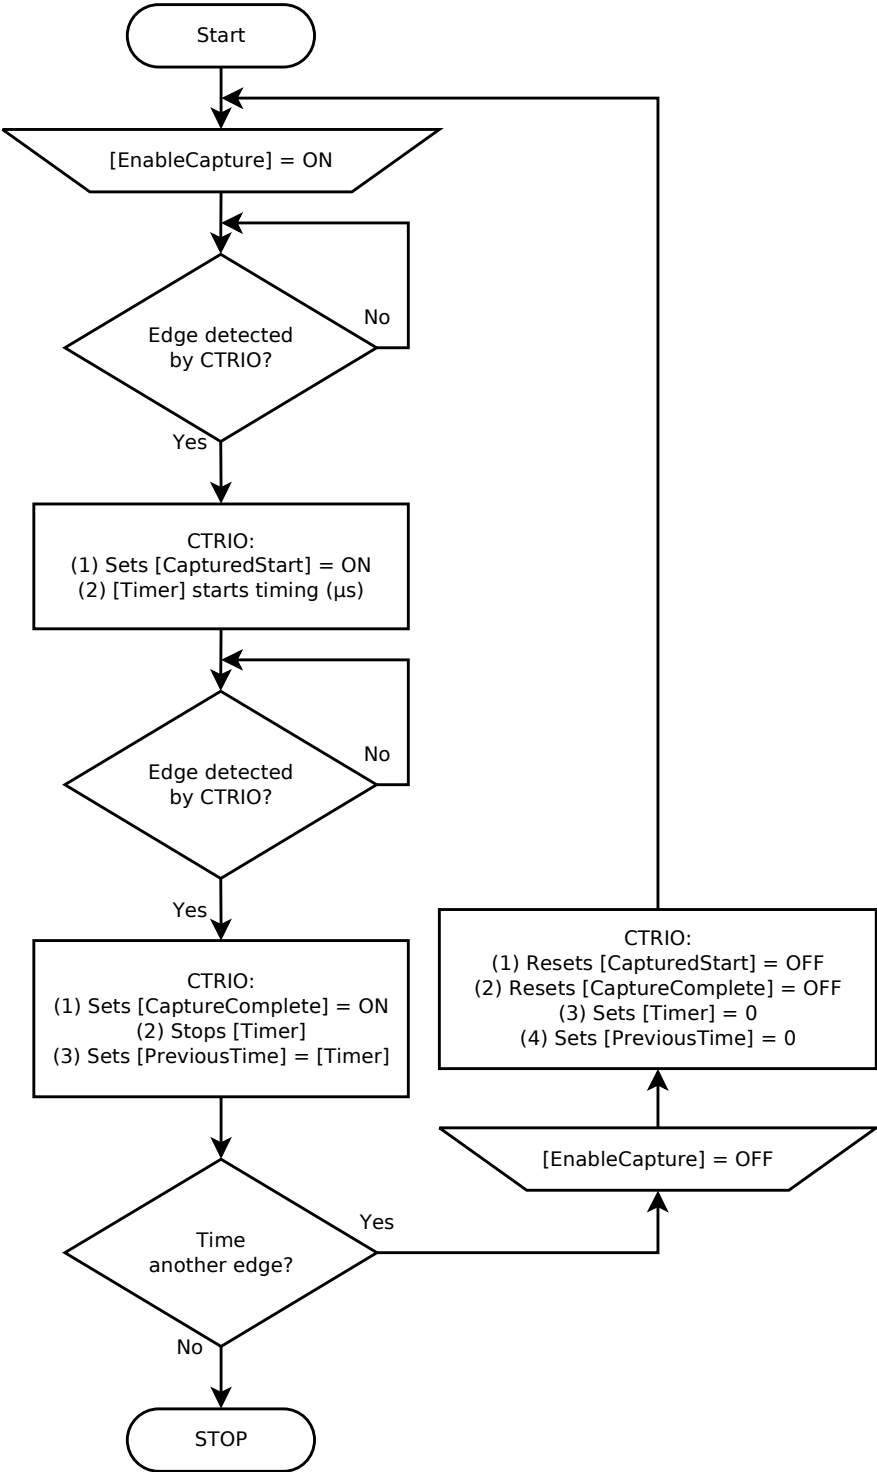 Start
[EnableCapture] = ON
Edge detected
by CTRIO?
No
Yes
CTRIO:
(1) Sets [CapturedStart] = ON
(2) [Timer] starts timing (µs)
Edge detected
by CTRIO?
No
Yes
CTRIO:
(1) Sets [CaptureComplete] = ON
(2) Stops [Timer]
(3) Sets [PreviousTime] = [Timer]
Time
another edge?
Yes
No
STOP
[EnableCapture] = OFF
CTRIO:
(1) Resets [CapturedStart] = OFF
(2) Resets [CaptureComplete] = OFF
(3) Sets [Timer] = 0
(4) Sets [PreviousTime] = 0